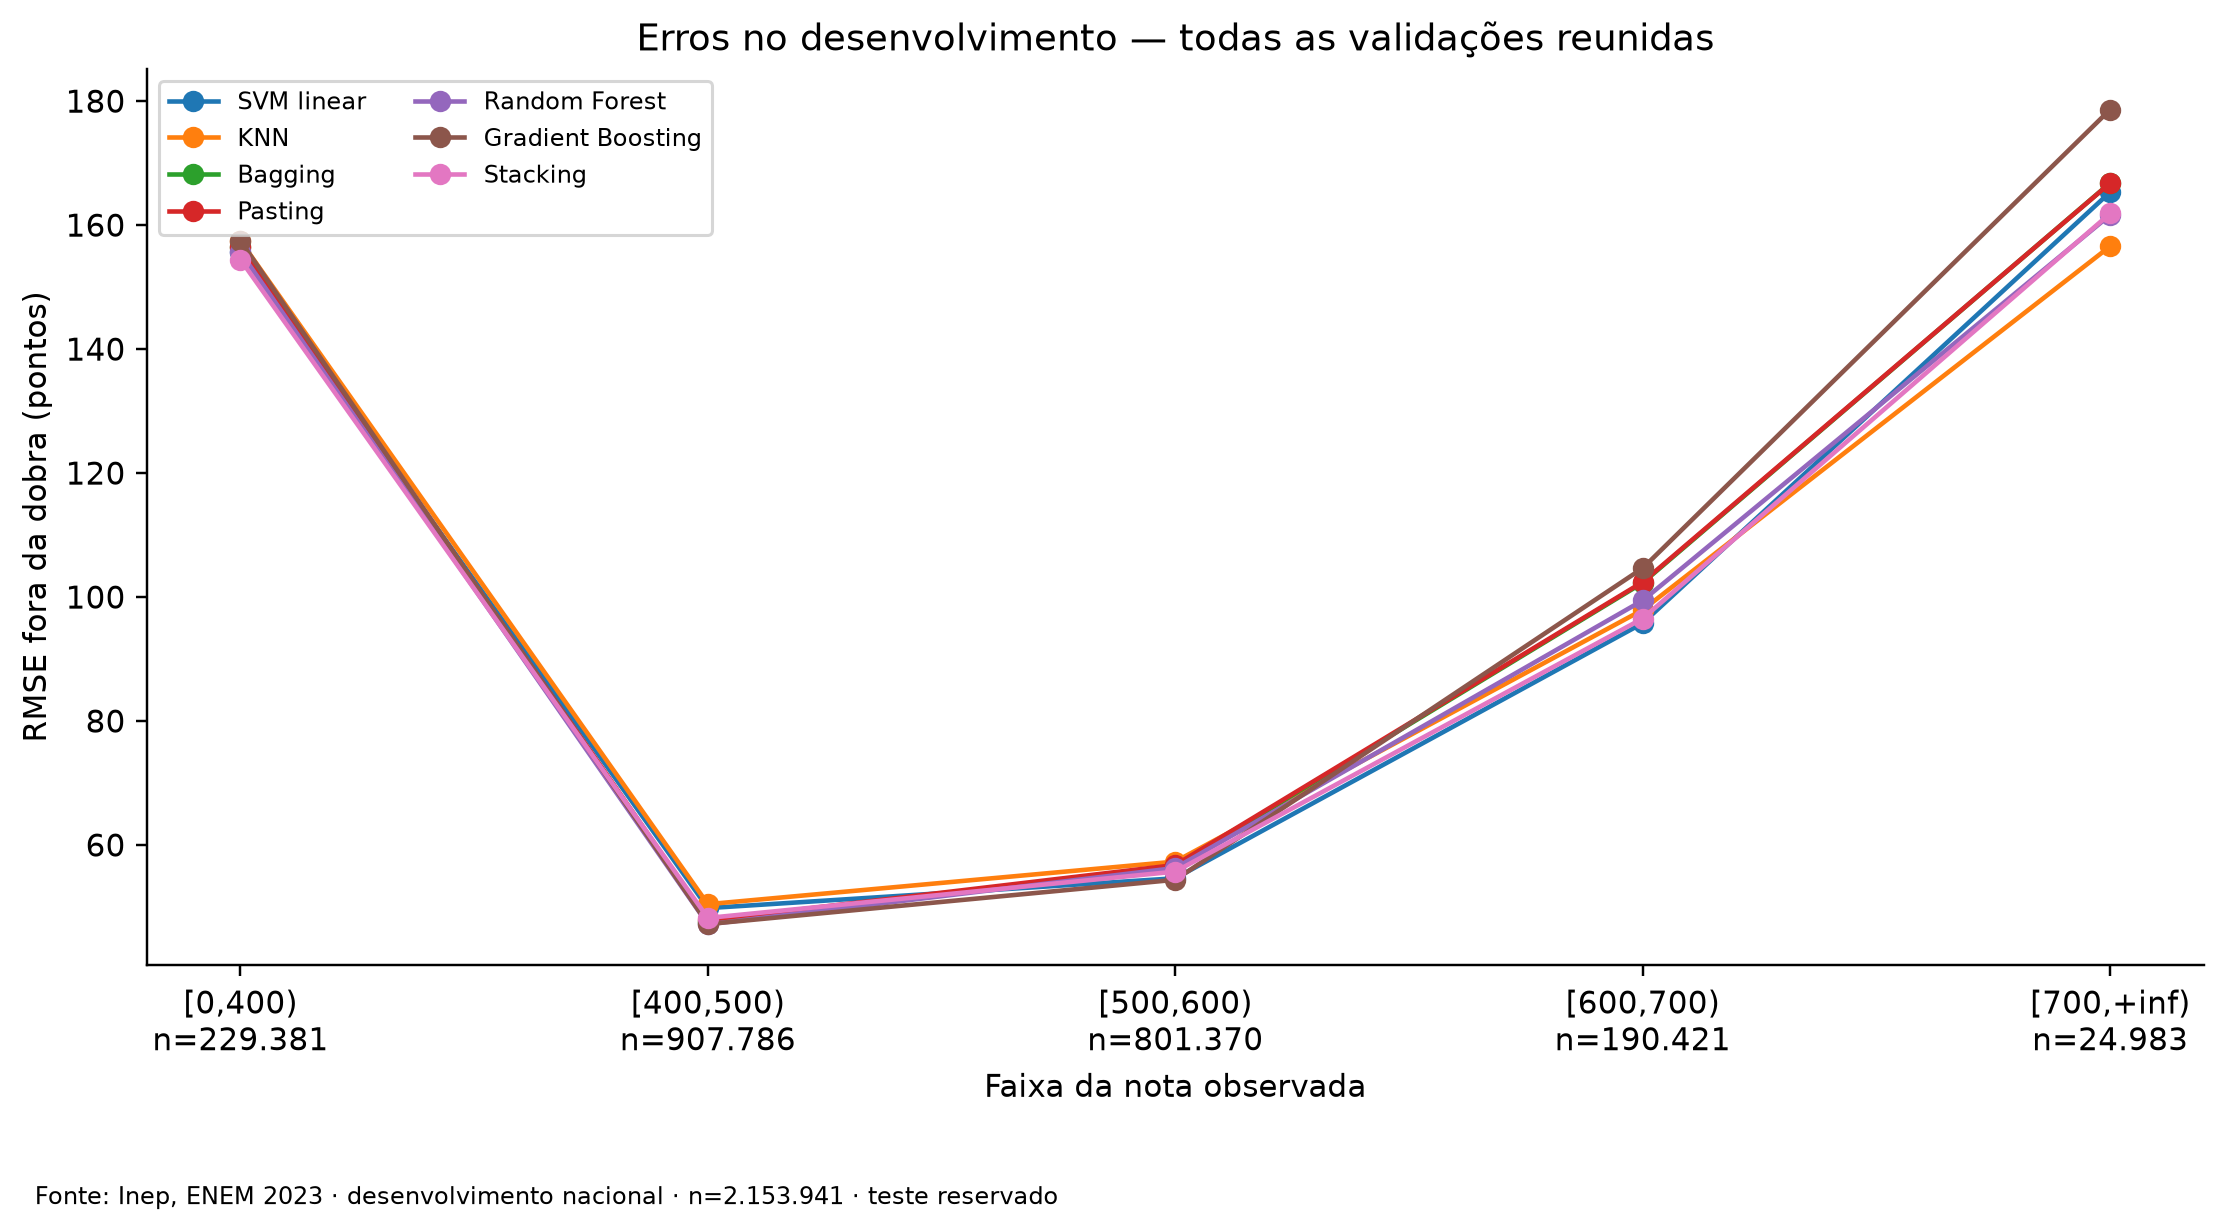 Erros no desenvolvimento — todas as validações reunidas
RMSE fora da dobra (pontos)
180
160
140
120
100
80
60
SVM linear
KNN
Bagging
Pasting
Random Forest
Gradient Boosting
Stacking
[0,400)
n=229.381
[400,500)
n=907.786
[500,600)
n=801.370
[600,700)
n=190.421
[700,+inf)
n=24.983
Faixa da nota observada
Fonte: Inep, ENEM 2023 · desenvolvimento nacional · n=2.153.941 · teste reservado